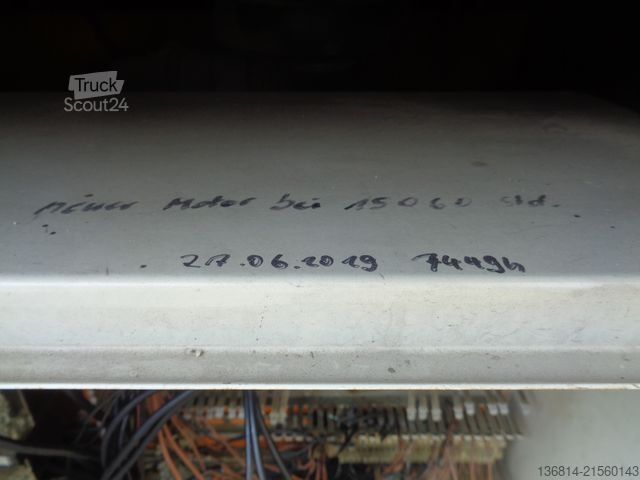 Truck
Scout24
neuer Motor bei 15060 Std.
27.06.2019 7449h
136814-21560143